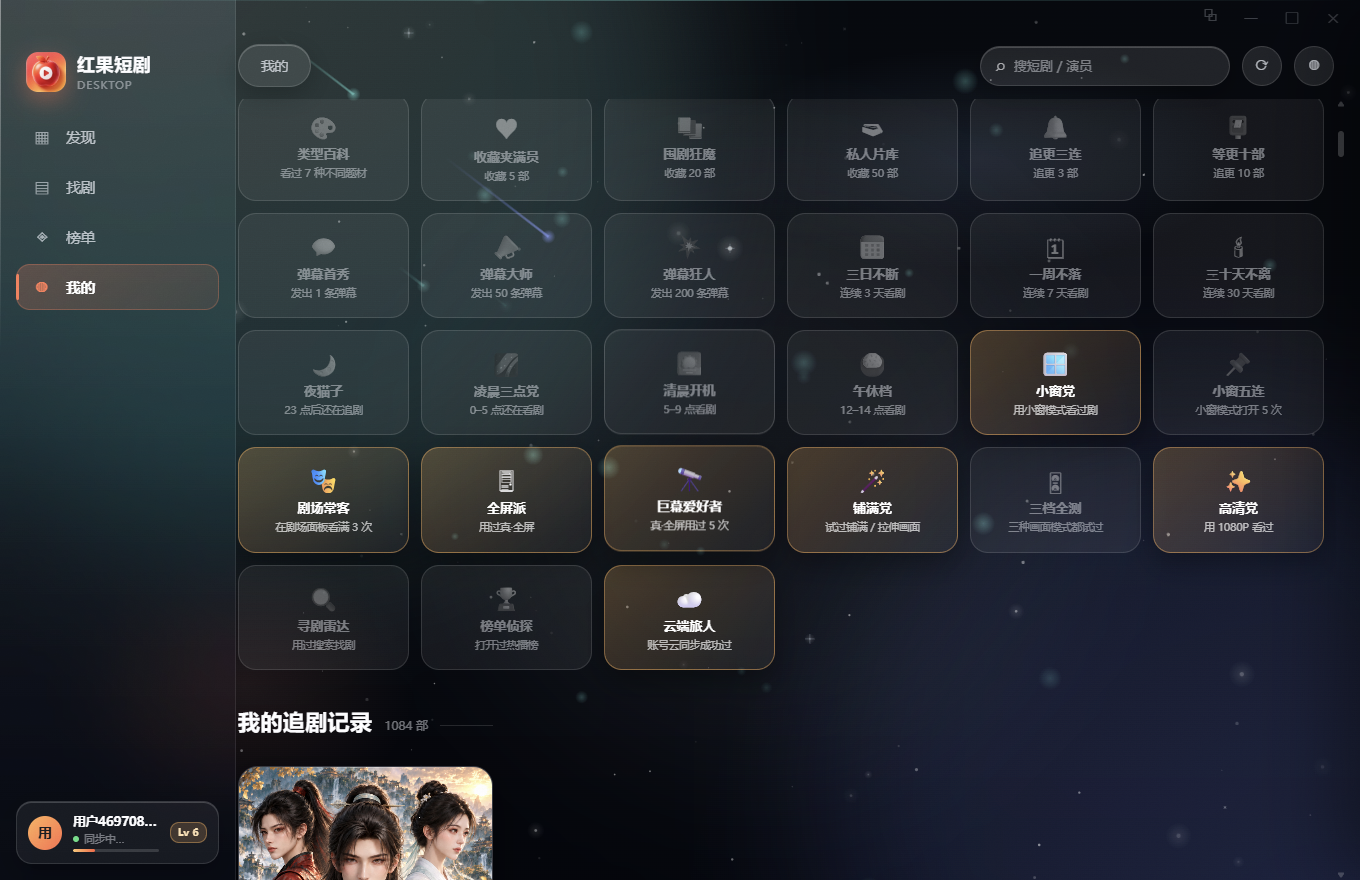 红果短剧
DESKTOP
发现
找剧
榜单
我的
用
用户469708...
同步中...
Lv 6
我的
搜短剧 / 演员
类型百科
看过 7 种不同题材
收藏夹满员
收藏 5 部
囤剧狂魔
收藏 20 部
私人片库
收藏 50 部
追更三连
追更 3 部
等更十部
追更 10 部
弹幕首秀
发出 1 条弹幕
弹幕大师
发出 50 条弹幕
弹幕狂人
发出 200 条弹幕
三日不断
连续 3 天看剧
1
一周不落
连续 7 天看剧
三十天不离
连续 30 天看剧
夜猫子
23 点后还在追剧
凌晨三点党
0–5 点还在看剧
清晨开机
5–9 点看剧
午休档
12–14 点看剧
小窗党
用小窗模式看过剧
小窗五连
小窗模式打开 5 次
剧场常客
在剧场面板看满 3 次
全屏派
用过真·全屏
巨幕爱好者
真·全屏用过 5 次
铺满党
试过铺满 / 拉伸画面
三档全测
三种画面模式都试过
高清党
用 1080P 看过
寻剧雷达
用过搜索找剧
榜单侦探
打开过热播榜
云端旅人
账号云同步成功过
我的追剧记录
1084 部